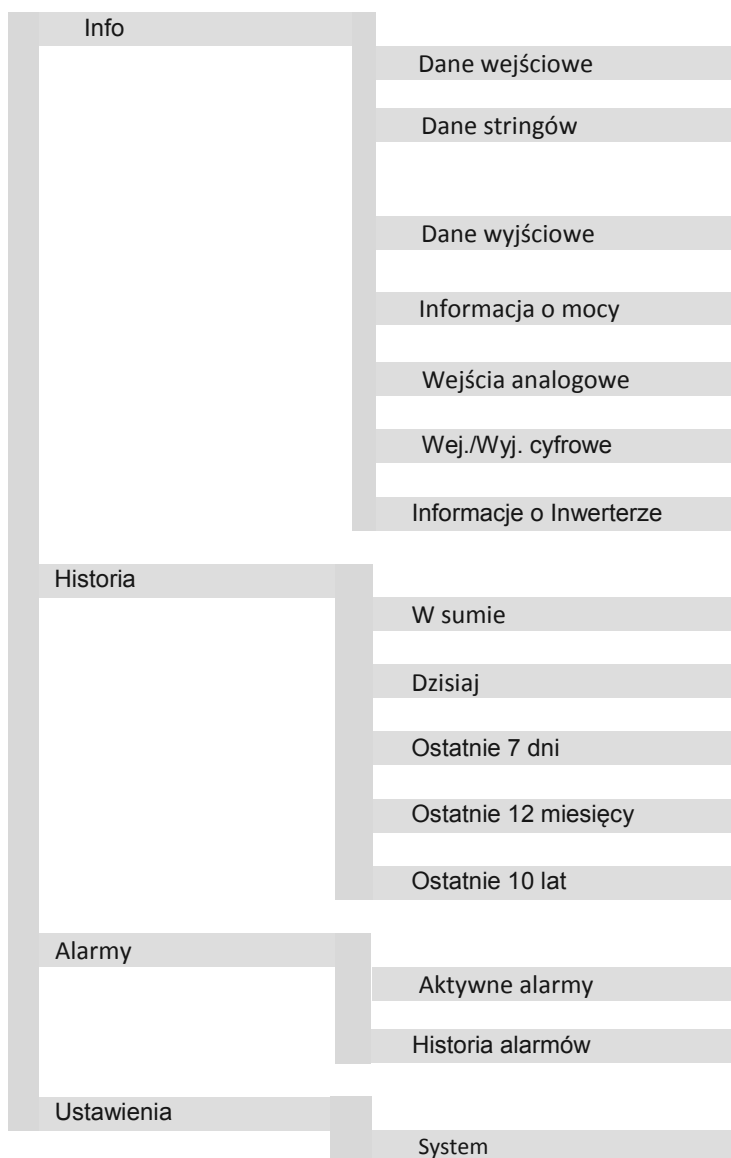 Info
Dane wejściowe
Dane stringów
Dane wyjściowe
Informacja o mocy
Wejścia analogowe
Wej./Wyj. cyfrowe
Informacje o Inwerterze
Historia
W sumie
Dzisiaj
Ostatnie 7 dni
Ostatnie 12 miesięcy
Ostatnie 10 lat
Alarmy
Aktywne alarmy
Historia alarmów
Ustawienia
System